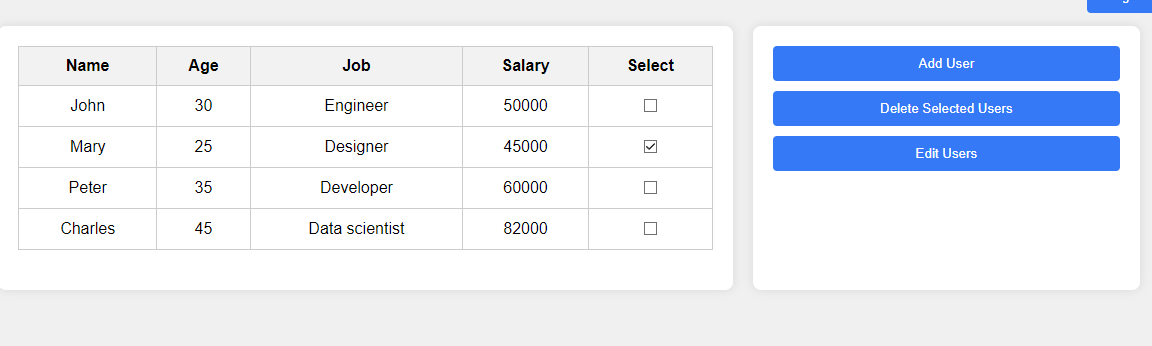 Name Age Job Salary Select
John 30 Engineer 50000
Mary 25 Designer 45000
Peter 35 Developer 60000
Charles 45 Data scientist 82000
Add User
Delete Selected Users
Edit Users